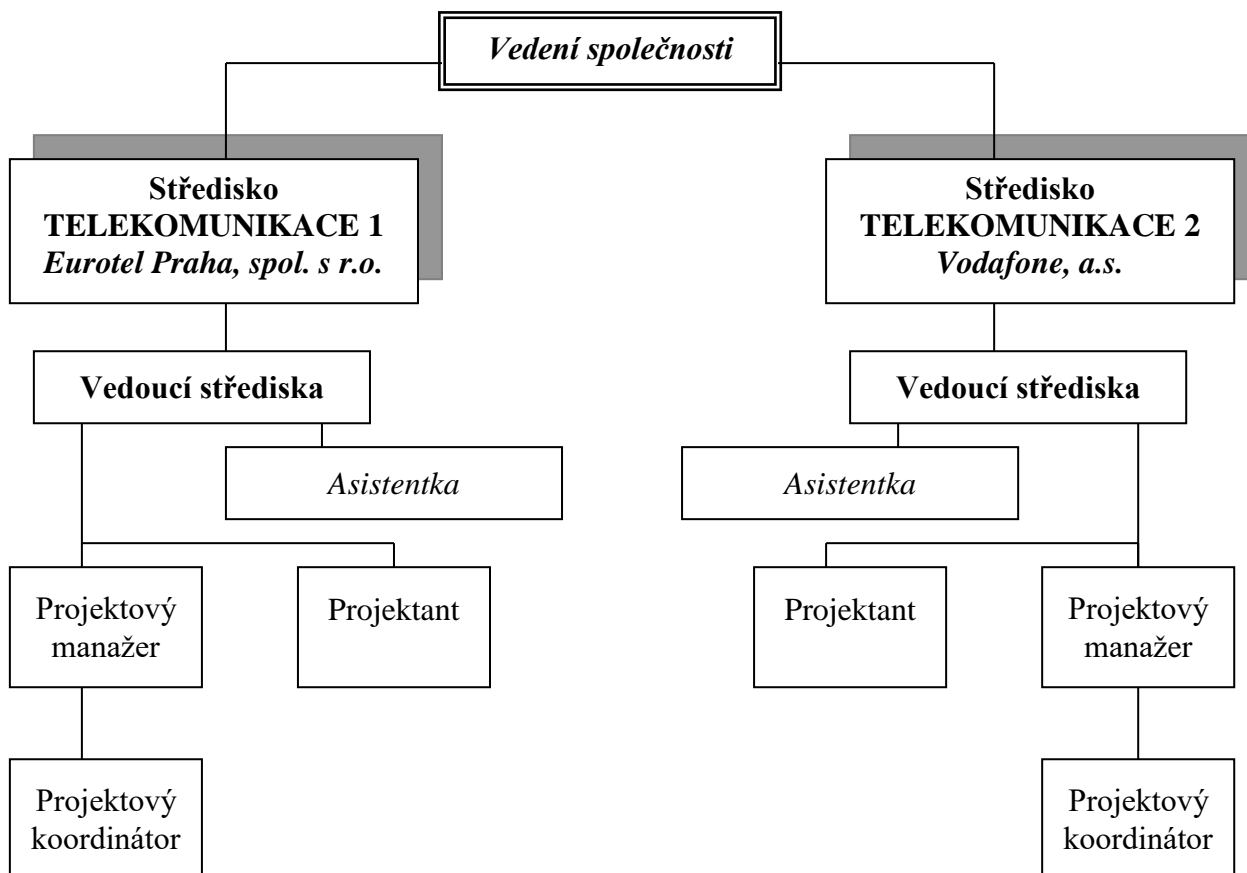 Vedení společnosti
Středisko
TELEKOMUNIKACE 1
Eurotel Praha, spol. s r.o.
Středisko
TELEKOMUNIKACE 2
Vodafone, a.s.
Vedoucí střediska
Vedoucí střediska
Asistentka
Asistentka
Projektový
manažer
Projektant
Projektant
Projektový
manažer
Projektový
koordinátor
Projektový
koordinátor